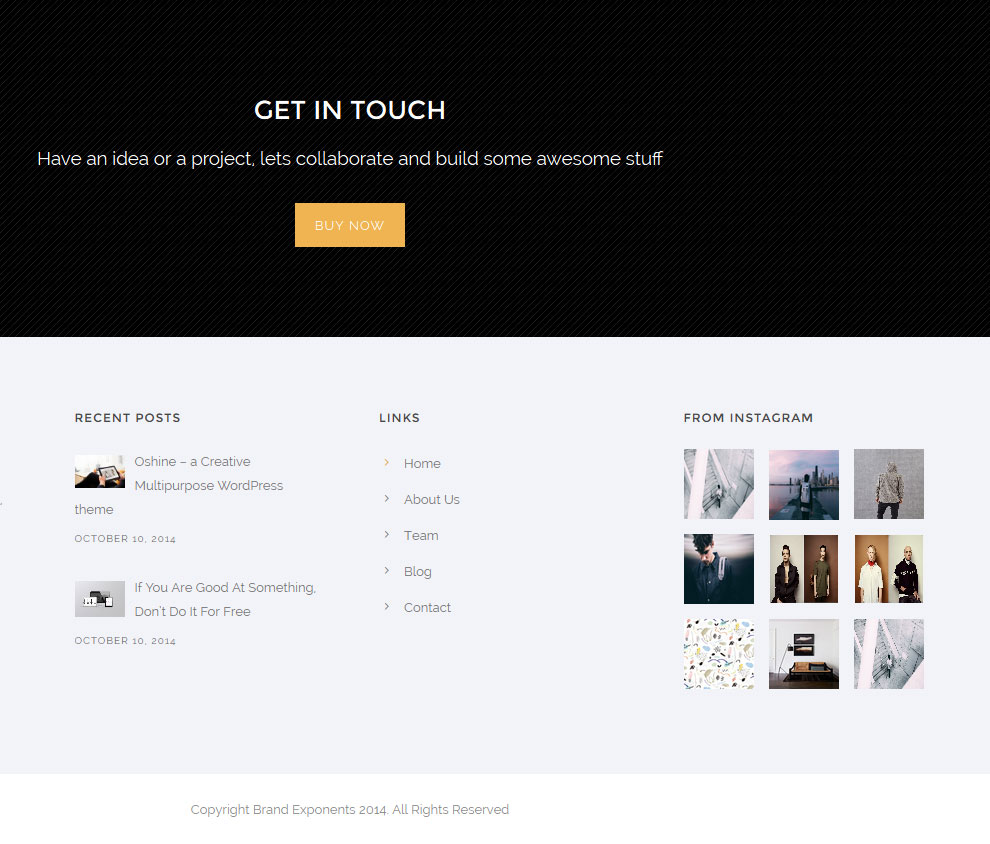 GET IN TOUCH
Have an idea or a project, lets collaborate and build some awesome stuff
BUY NOW
RECENT POSTS
Oshine – a Creative
Multipurpose WordPress
theme
OCTOBER 10, 2014
If You Are Good At Something,
Don't Do It For Free
OCTOBER 10, 2014
LINKS
Home
About Us
Team
Blog
Contact
FROM INSTAGRAM
Copyright Brand Exponents 2014. All Rights Reserved